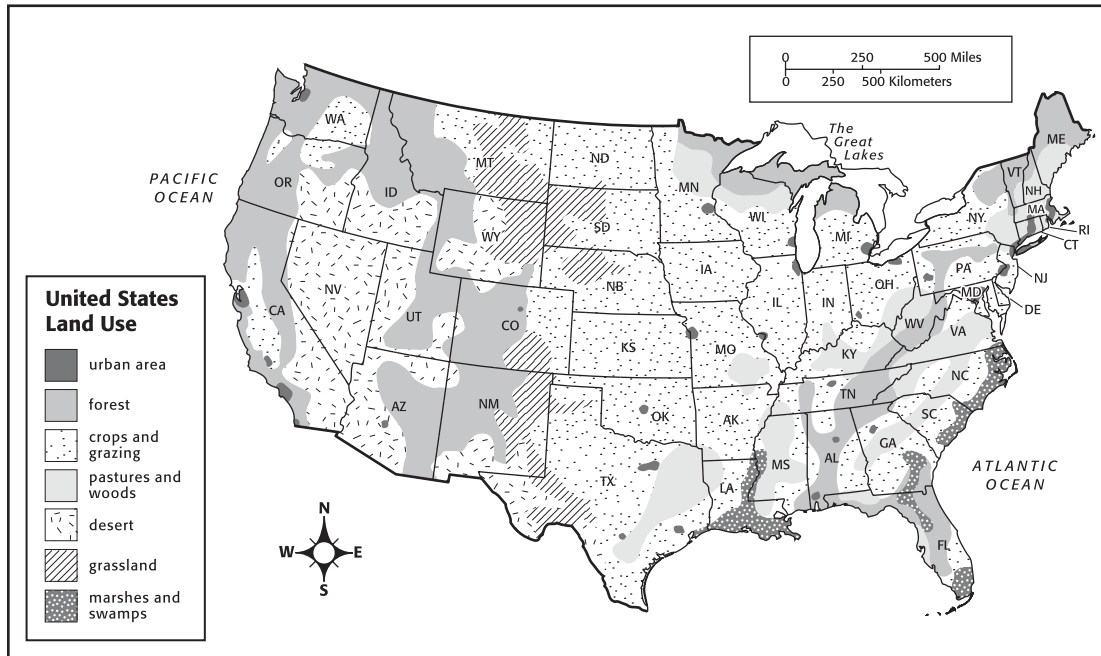 0 250 500 Miles
0 250 500 Kilometers
The
Great
Lakes
PACIFIC
OCEAN
ATLANTIC
OCEAN
WA
OR
ID
MT
ND
MN
WI
MI
NY
VT
ME
NH
MA
RI
CT
NJ
DE
PA
MD
WV
VA
OH
IN
IL
IA
SD
WY
NB
NV
CA
UT
CO
KS
MO
KY
TN
NC
SC
GA
AL
MS
AK
OK
NM
AZ
TX
LA
FL
N
W
E
S
United States
Land Use
urban area
forest
crops and
grazing
pastures and
woods
desert
grassland
marshes and
swamps